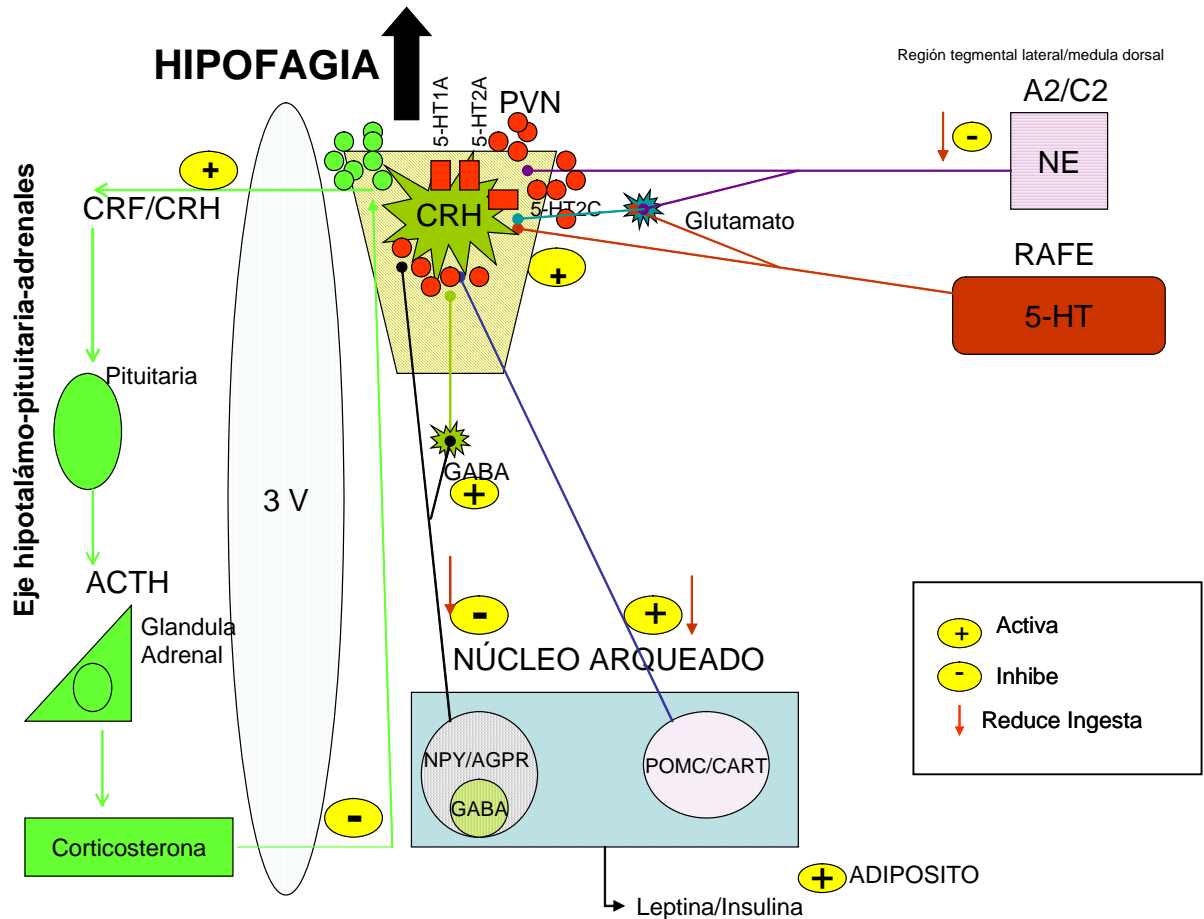 Región tegmental lateral/medula dorsal
HIPOFAGIA
5-HT1A
5-HT2A
PVN
A2/C2
-
NE
+
CRF/CRH
CRH
5-HT2C
Glutamato
+
RAFE
5-HT
Eje hipotalámo-pituitaria-adrenales
Pituitaria
3 V
GABA
+
ACTH
Glandula
Adrenal
-
+
NÚCLEO ARQUEADO
+ Activa
- Inhibe
Reduce Ingesta
NPY/AGPR
GABA
POMC/CART
Corticosterona
-
+ ADIPOSITO
Leptina/Insulina